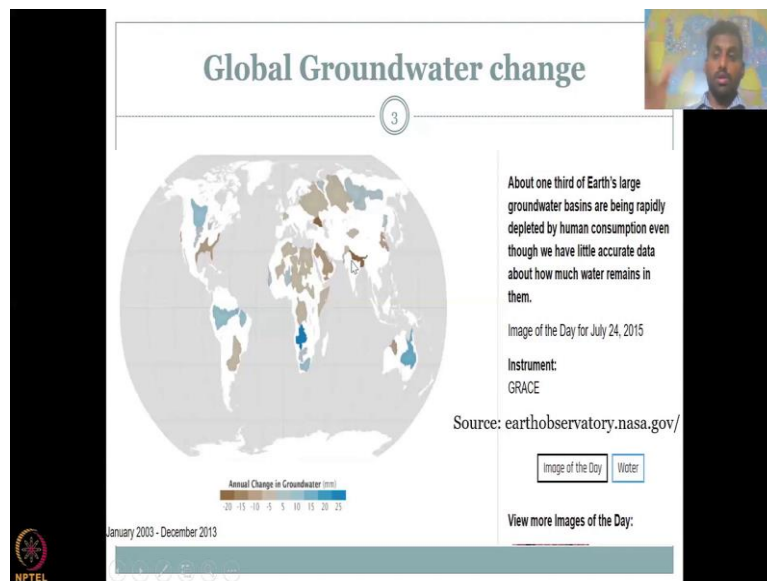 Global Groundwater change
3
About one third of Earth's large
groundwater basins are being rapidly
depleted by human consumption even
though we have little accurate data
about how much water remains in
them.
Image of the Day for July 24, 2015
Instrument:
GRACE
Source: earthobservatory.nasa.gov/
Image of the Day Water
View more Images of the Day:
Annual Change in Groundwater (mm)
-20 -15 -10 -5 5 10 15 20 25
January 2003 - December 2013
NPTEL